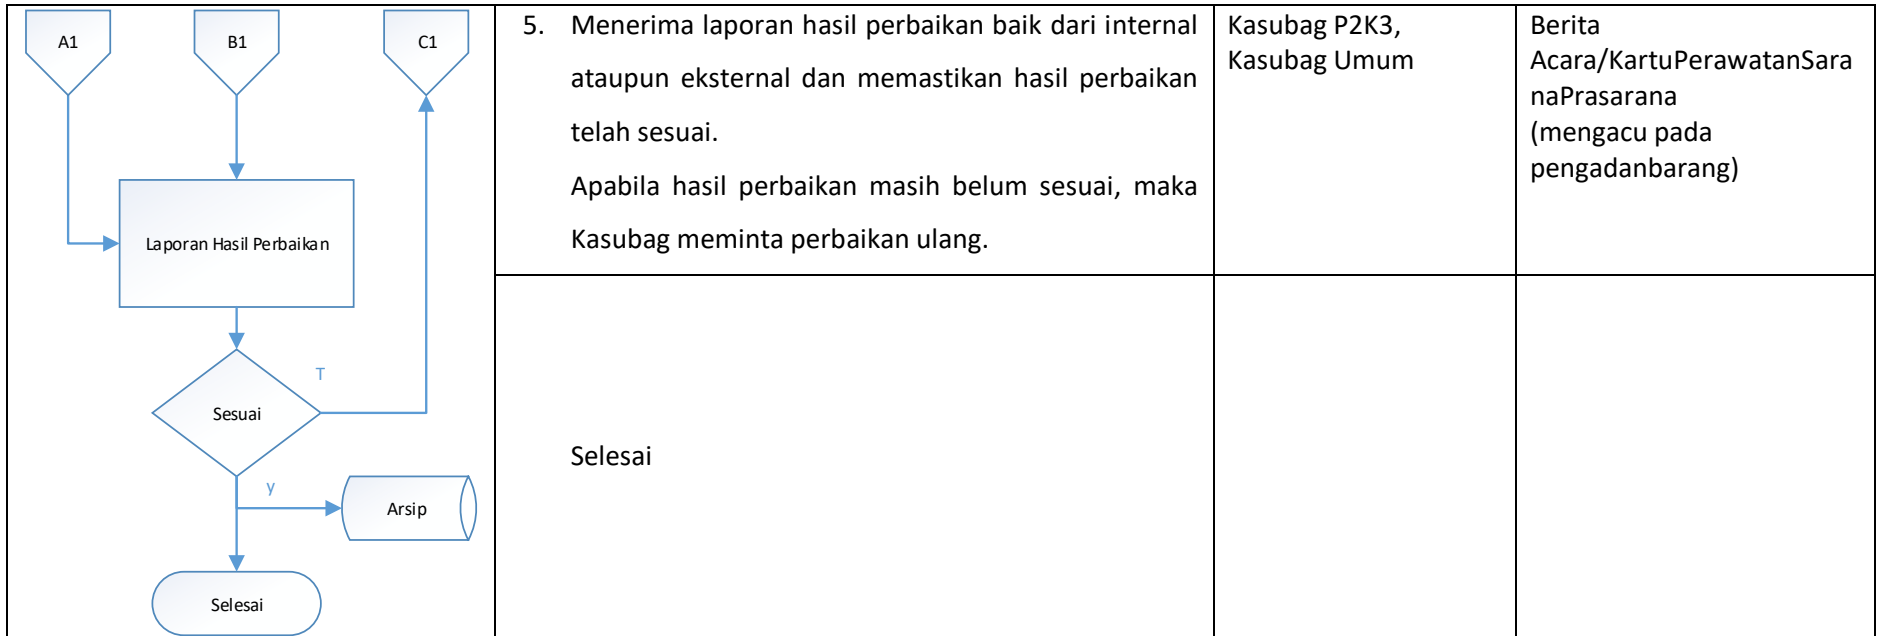 A1
B1
C1
Laporan Hasil Perbaikan
Sesuai
T
y
Arsip
Selesai
5. Menerima laporan hasil perbaikan baik dari internal
ataupun eksternal dan memastikan hasil perbaikan
telah sesuai.
Apabila hasil perbaikan masih belum sesuai, maka
Kasubag meminta perbaikan ulang.
Kasubag P2K3,
Kasubag Umum
Berita
Acara/KartuPerawatanSara
naPrasarana
(mengacu pada
pengadanbarang)
Selesai